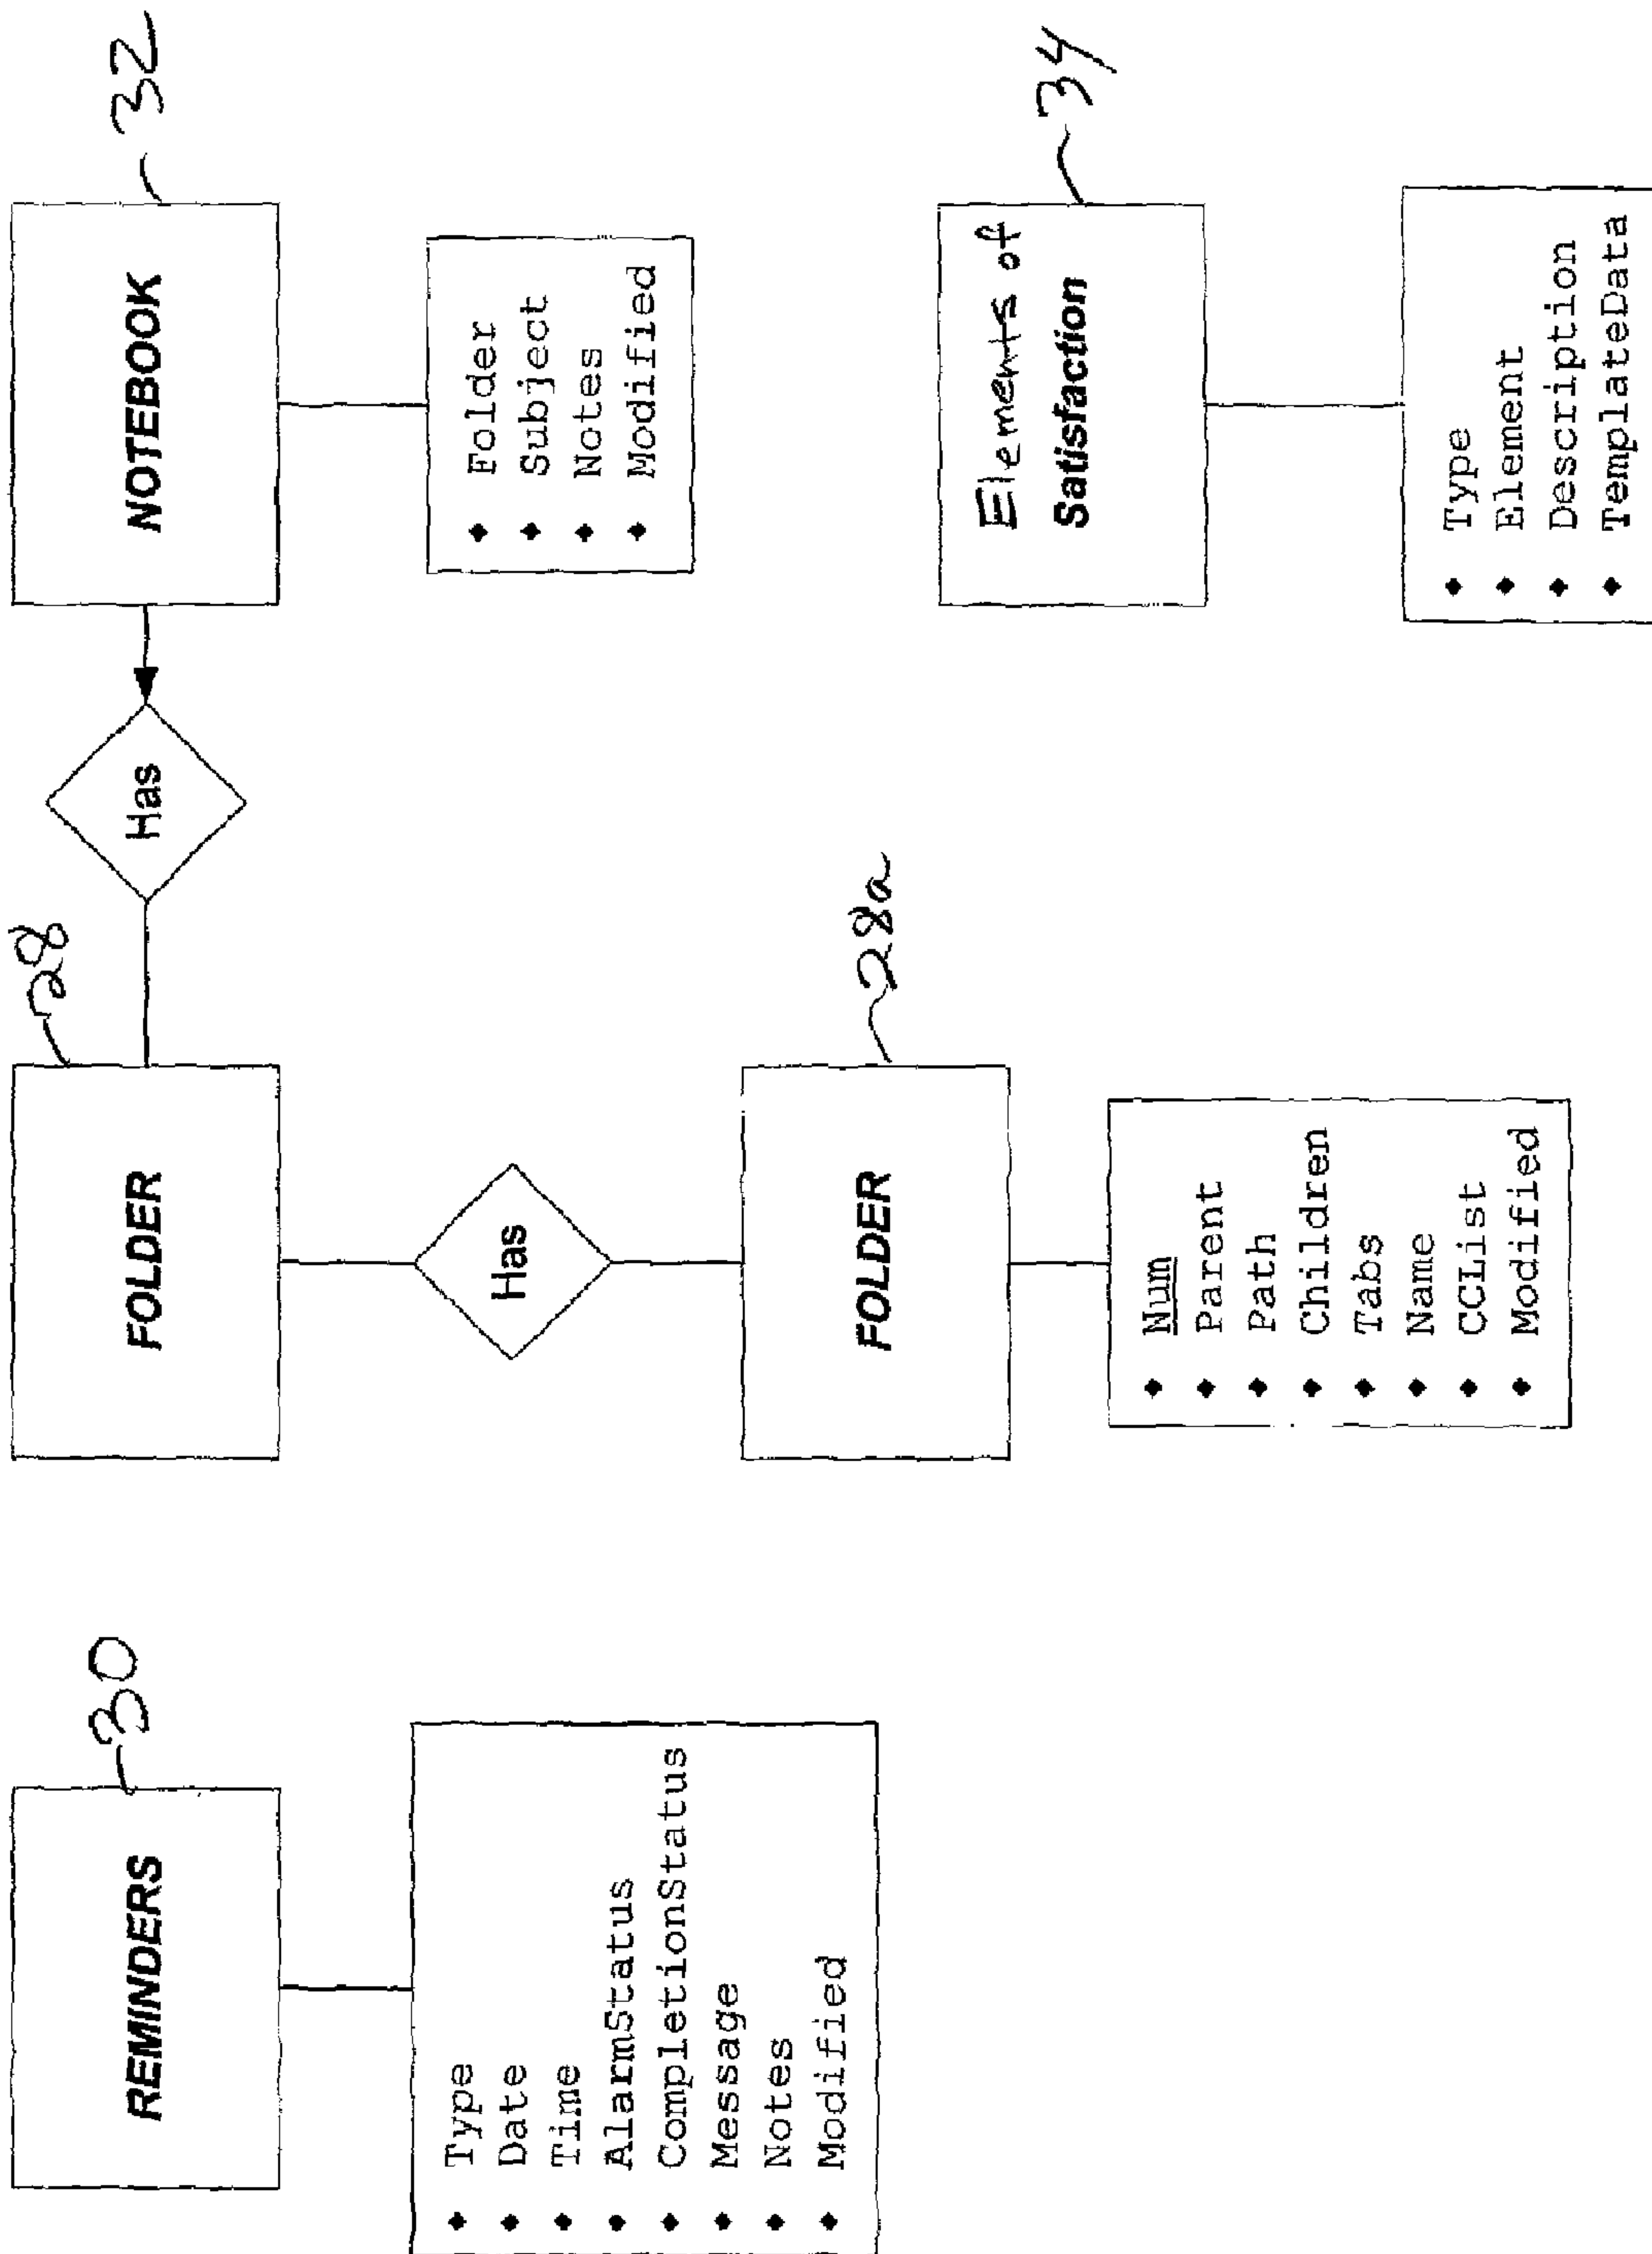 REMINDERS
30
Type
Date
Time
AlarmStatus
CompletionStatus
Message
Notes
Modified
FOLDER
28
Has
FOLDER
28a
Num
Parent
Path
Children
Tabs
Name
CCList
Modified
Has
NOTEBOOK
32
Folder
Subject
Notes
Modified
Elements of
Satisfaction
34
Type
Element
Description
TemplateData